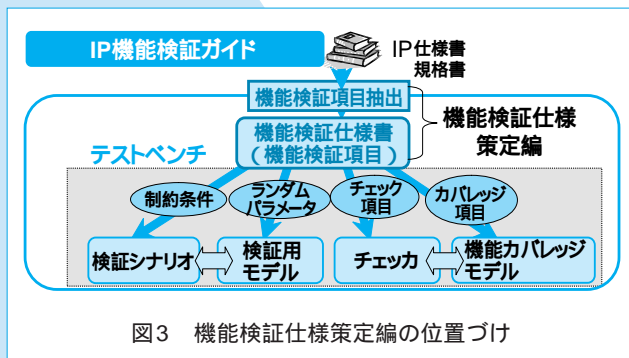 IP機能検証ガイド
IP仕様書
規格書
機能検証項目抽出
機能検証仕様書
(機能検証項目)
機能検証仕様
策定編
テストベンチ
制約条件
ランダム
パラメータ
チェック
項目
カバレッジ
項目
検証シナリオ
検証用
モデル
チェッカ
機能カバレッジ
モデル
図3 機能検証仕様策定編の位置づけ